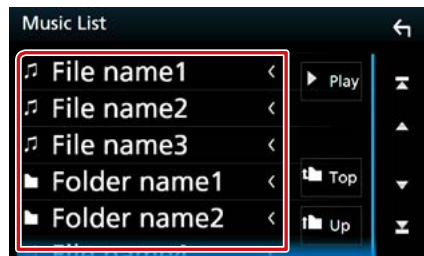 Music List
File name1
Play
File name2
File name3
Folder name1
Top
Folder name2
Up